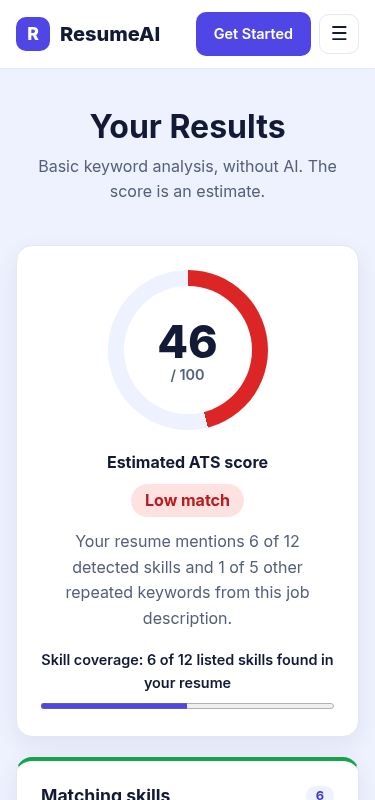 R ResumeAI Get Started ☰
Your Results
Basic keyword analysis, without AI. The
score is an estimate.
46
/ 100
Estimated ATS score
Low match
Your resume mentions 6 of 12
detected skills and 1 of 5 other
repeated keywords from this job
description.
Skill coverage: 6 of 12 listed skills found in
your resume
Matching skills 6